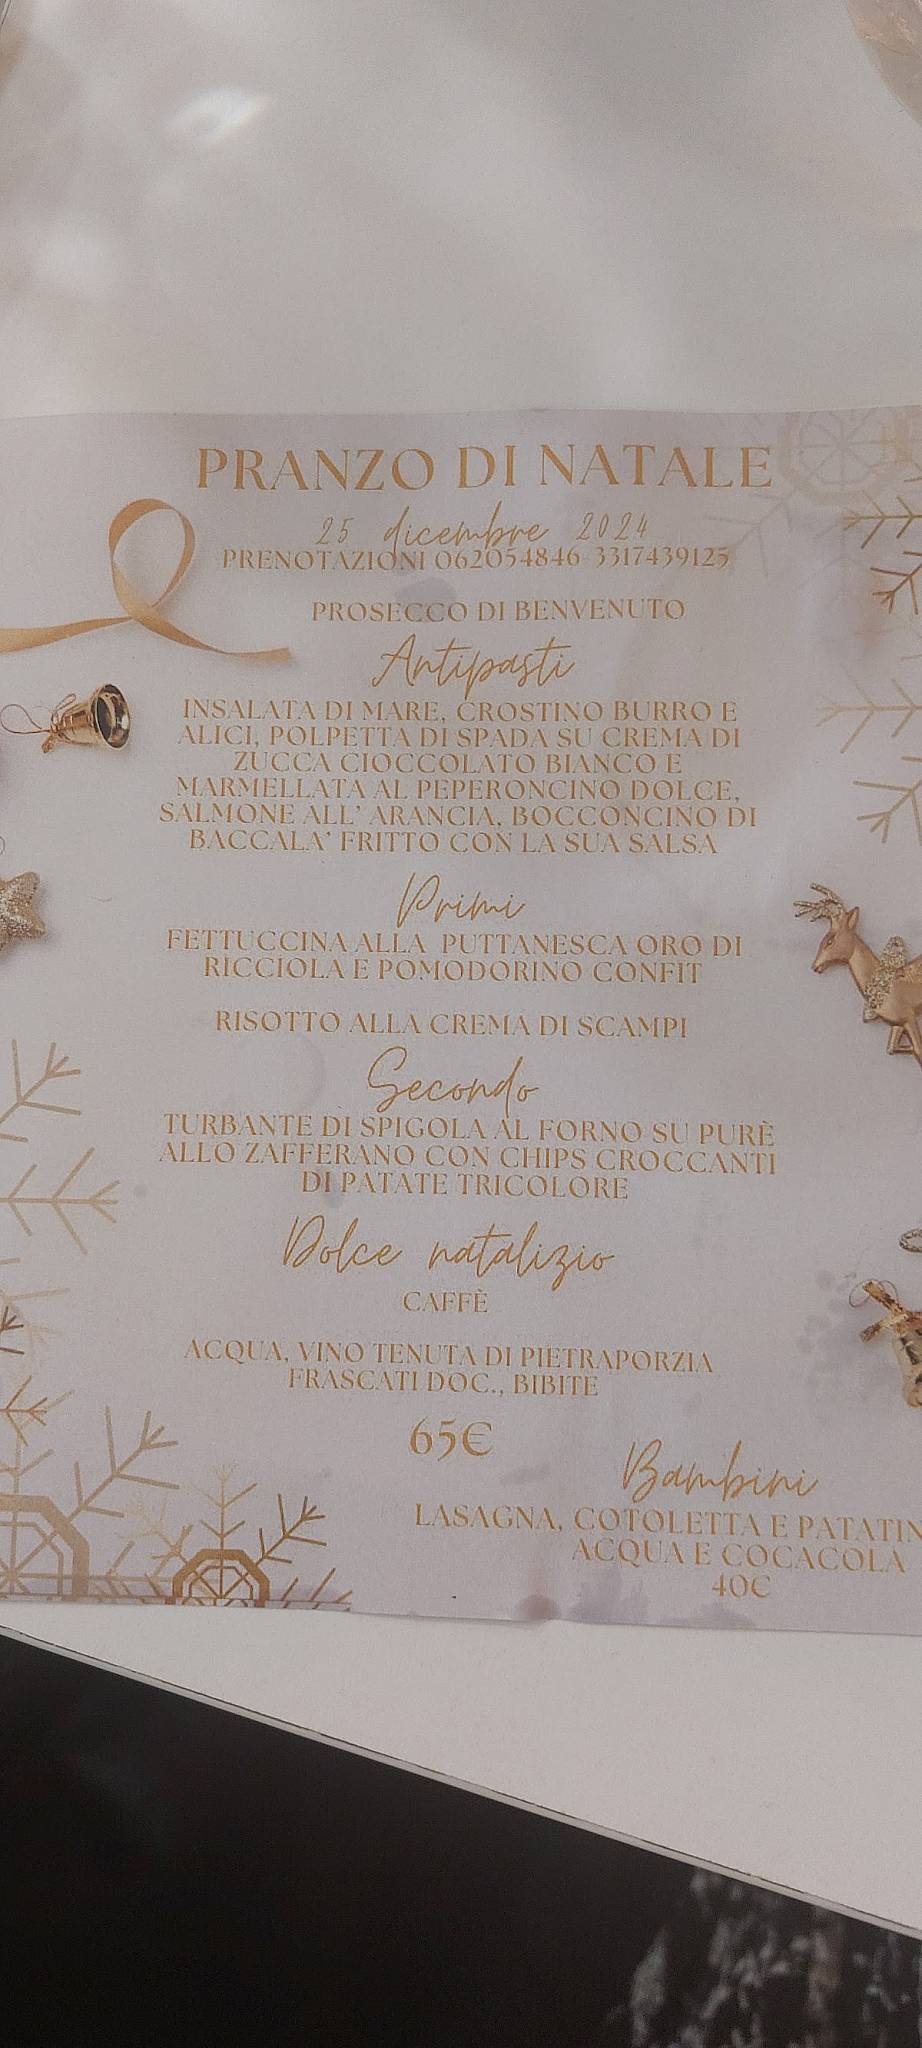 PRANZO DI NATALE
25 dicembre 2024
PRENOTAZIONI 062054846-3317439125
PROSECCO DI BENVENUTO
Antipasti
INSALATA DI MARE, CROSTINO BURRO E
ALICI, POLPETTA DI SPADA SU CREMA DI
ZUCCA CIOCCOLATO BIANCO E
MARMELLATA AL PEPERONCINO DOLCE,
SALMONE ALL' ARANCIA, BOCCONCINO DI
BACCALA' FRITTO CON LA SUA SALSA
Primi
FETTUCCINA ALLA PUTTANESCA ORO DI
RICCIOLA E POMODORINO CONFIT
RISOTTO ALLA CREMA DI SCAMPI
Secondo
TURBANTE DI SPIGOLA AL FORNO SU PURÈ
ALLO ZAFFERANO CON CHIPS CROCCANTI
DI PATATE TRICOLORE
Dolce natalizio
CAFFÈ
ACQUA, VINO TENUTA DI PIETRAPORZIA
FRASCATI DOC., BIBITE
65€
Bambini
LASAGNA, COTOLETTA E PATATIN
ACQUA E COCACOLA
40€